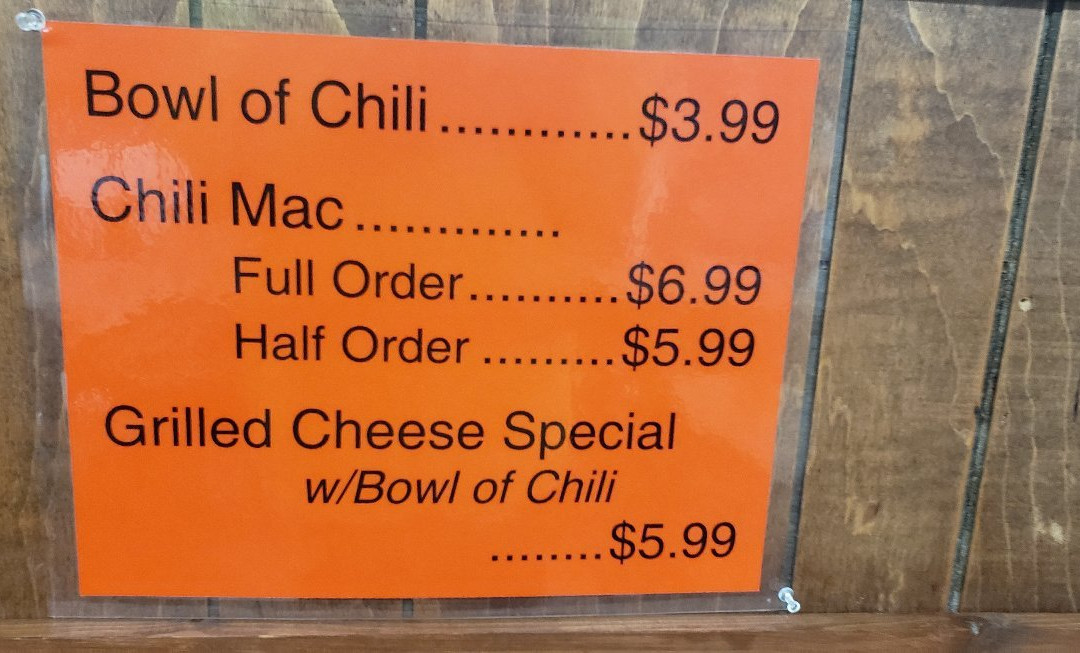 Bowl of Chili.............$3.99
Chili Mac.............
Full Order..........$6.99
Half Order.........$5.99
Grilled Cheese Special
w/Bowl of Chili
........$5.99